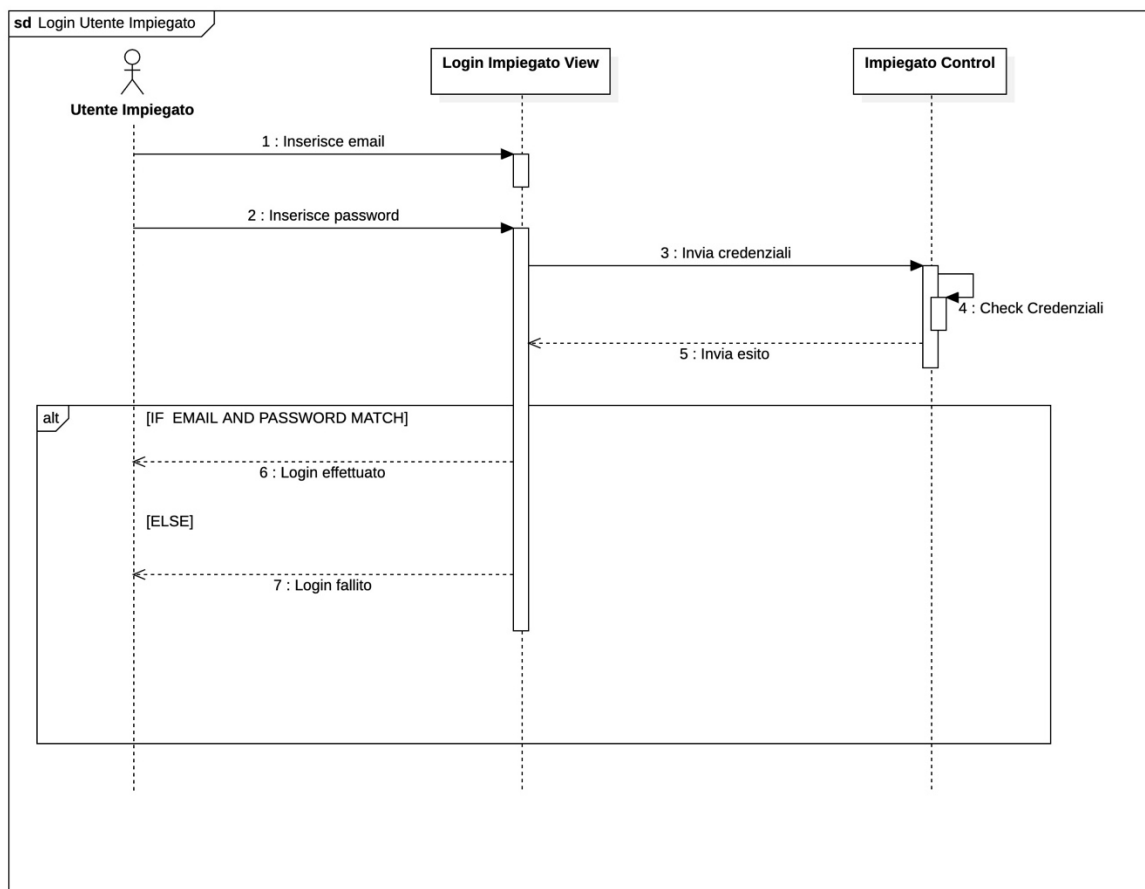 sd Login Utente Impiegato
Login Impiegato View
Impiegato Control
Utente Impiegato
1 : Inserisce email
2 : Inserisce password
3 : Invia credenziali
4 : Check Credenziali
5 : Invia esito
alt
[IF  EMAIL AND PASSWORD MATCH]
6 : Login effettuato
[ELSE]
7 : Login fallito